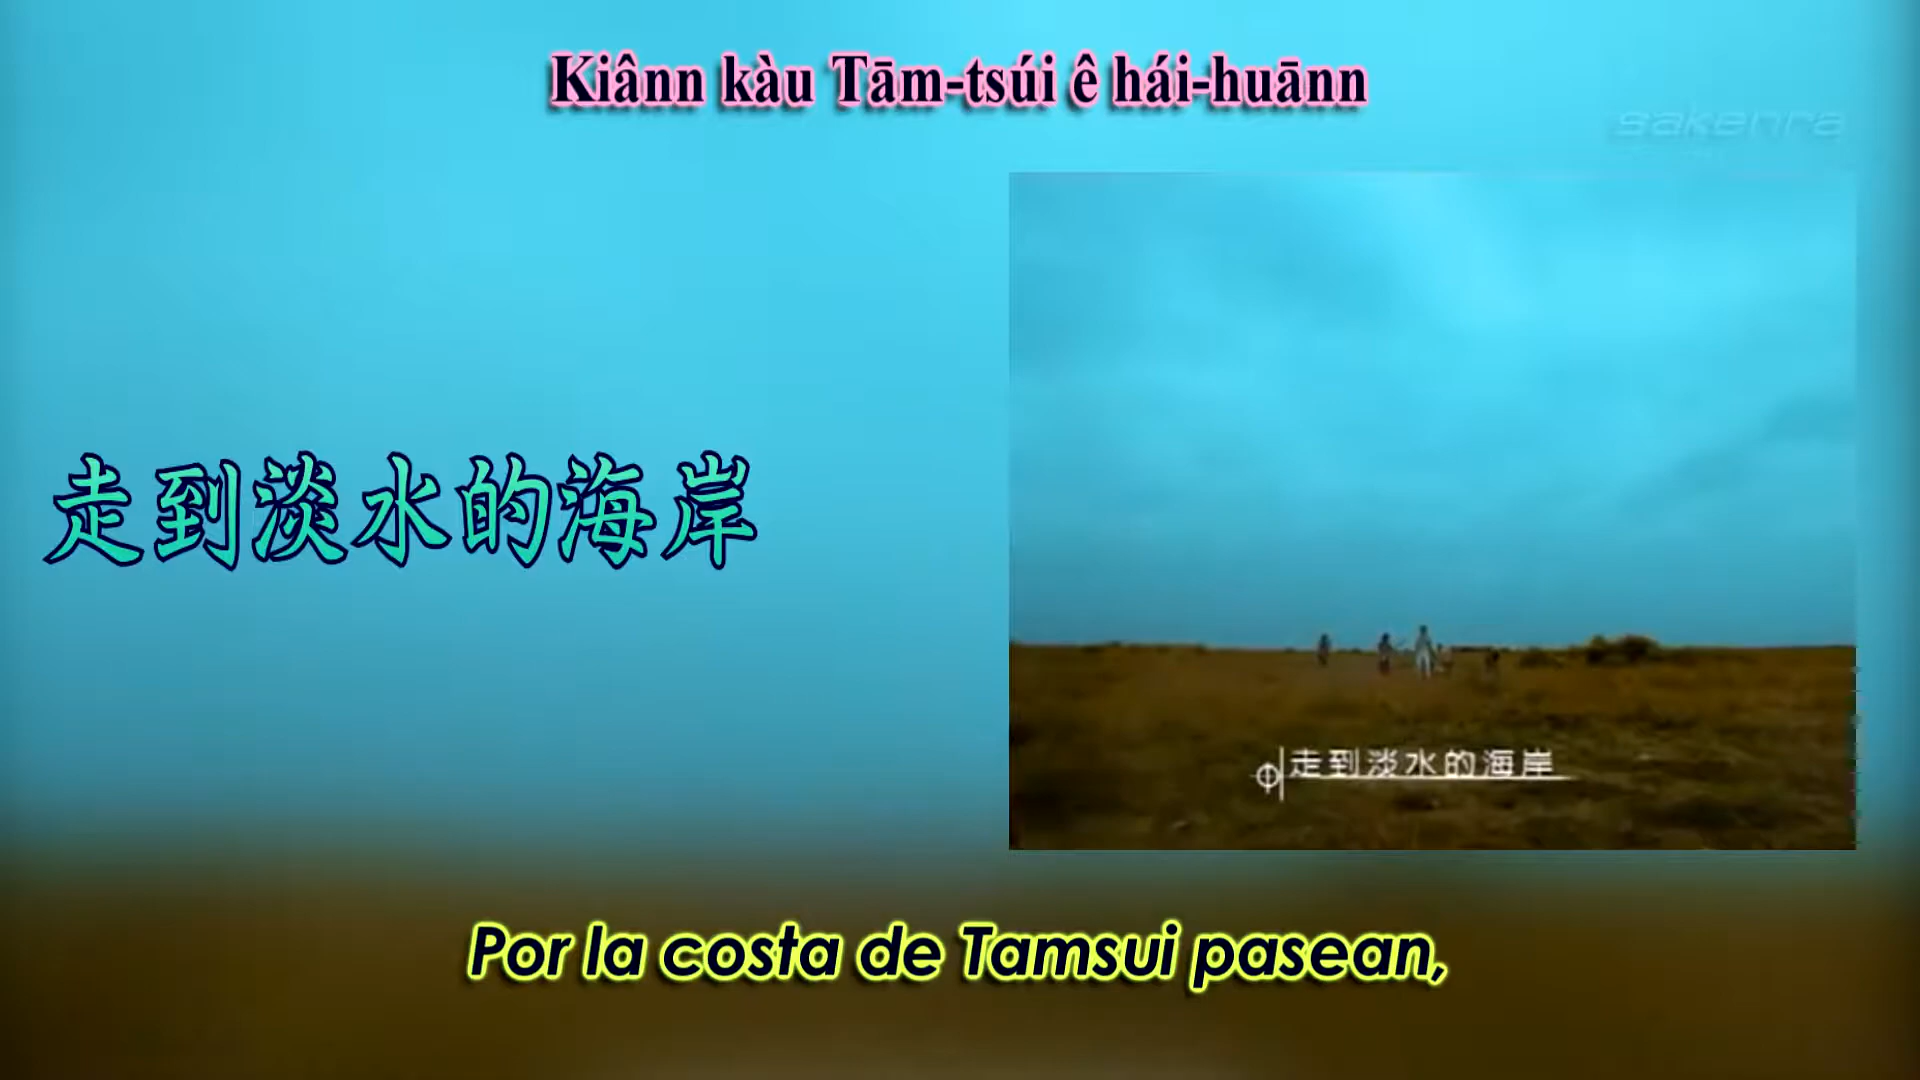 Kiânn kàu Tām-tsúi ê hái-huānn
sakenra
走到淡水的海岸
走到淡水的海岸
Por la costa de Tamsui pasean,